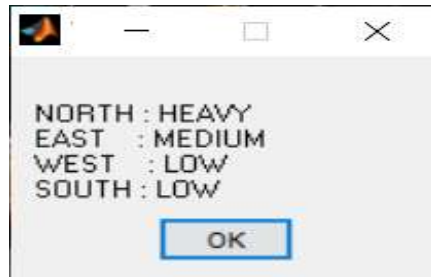 NORTH : HEAVY
EAST : MEDIUM
WEST : LOW
SOUTH : LOW
OK